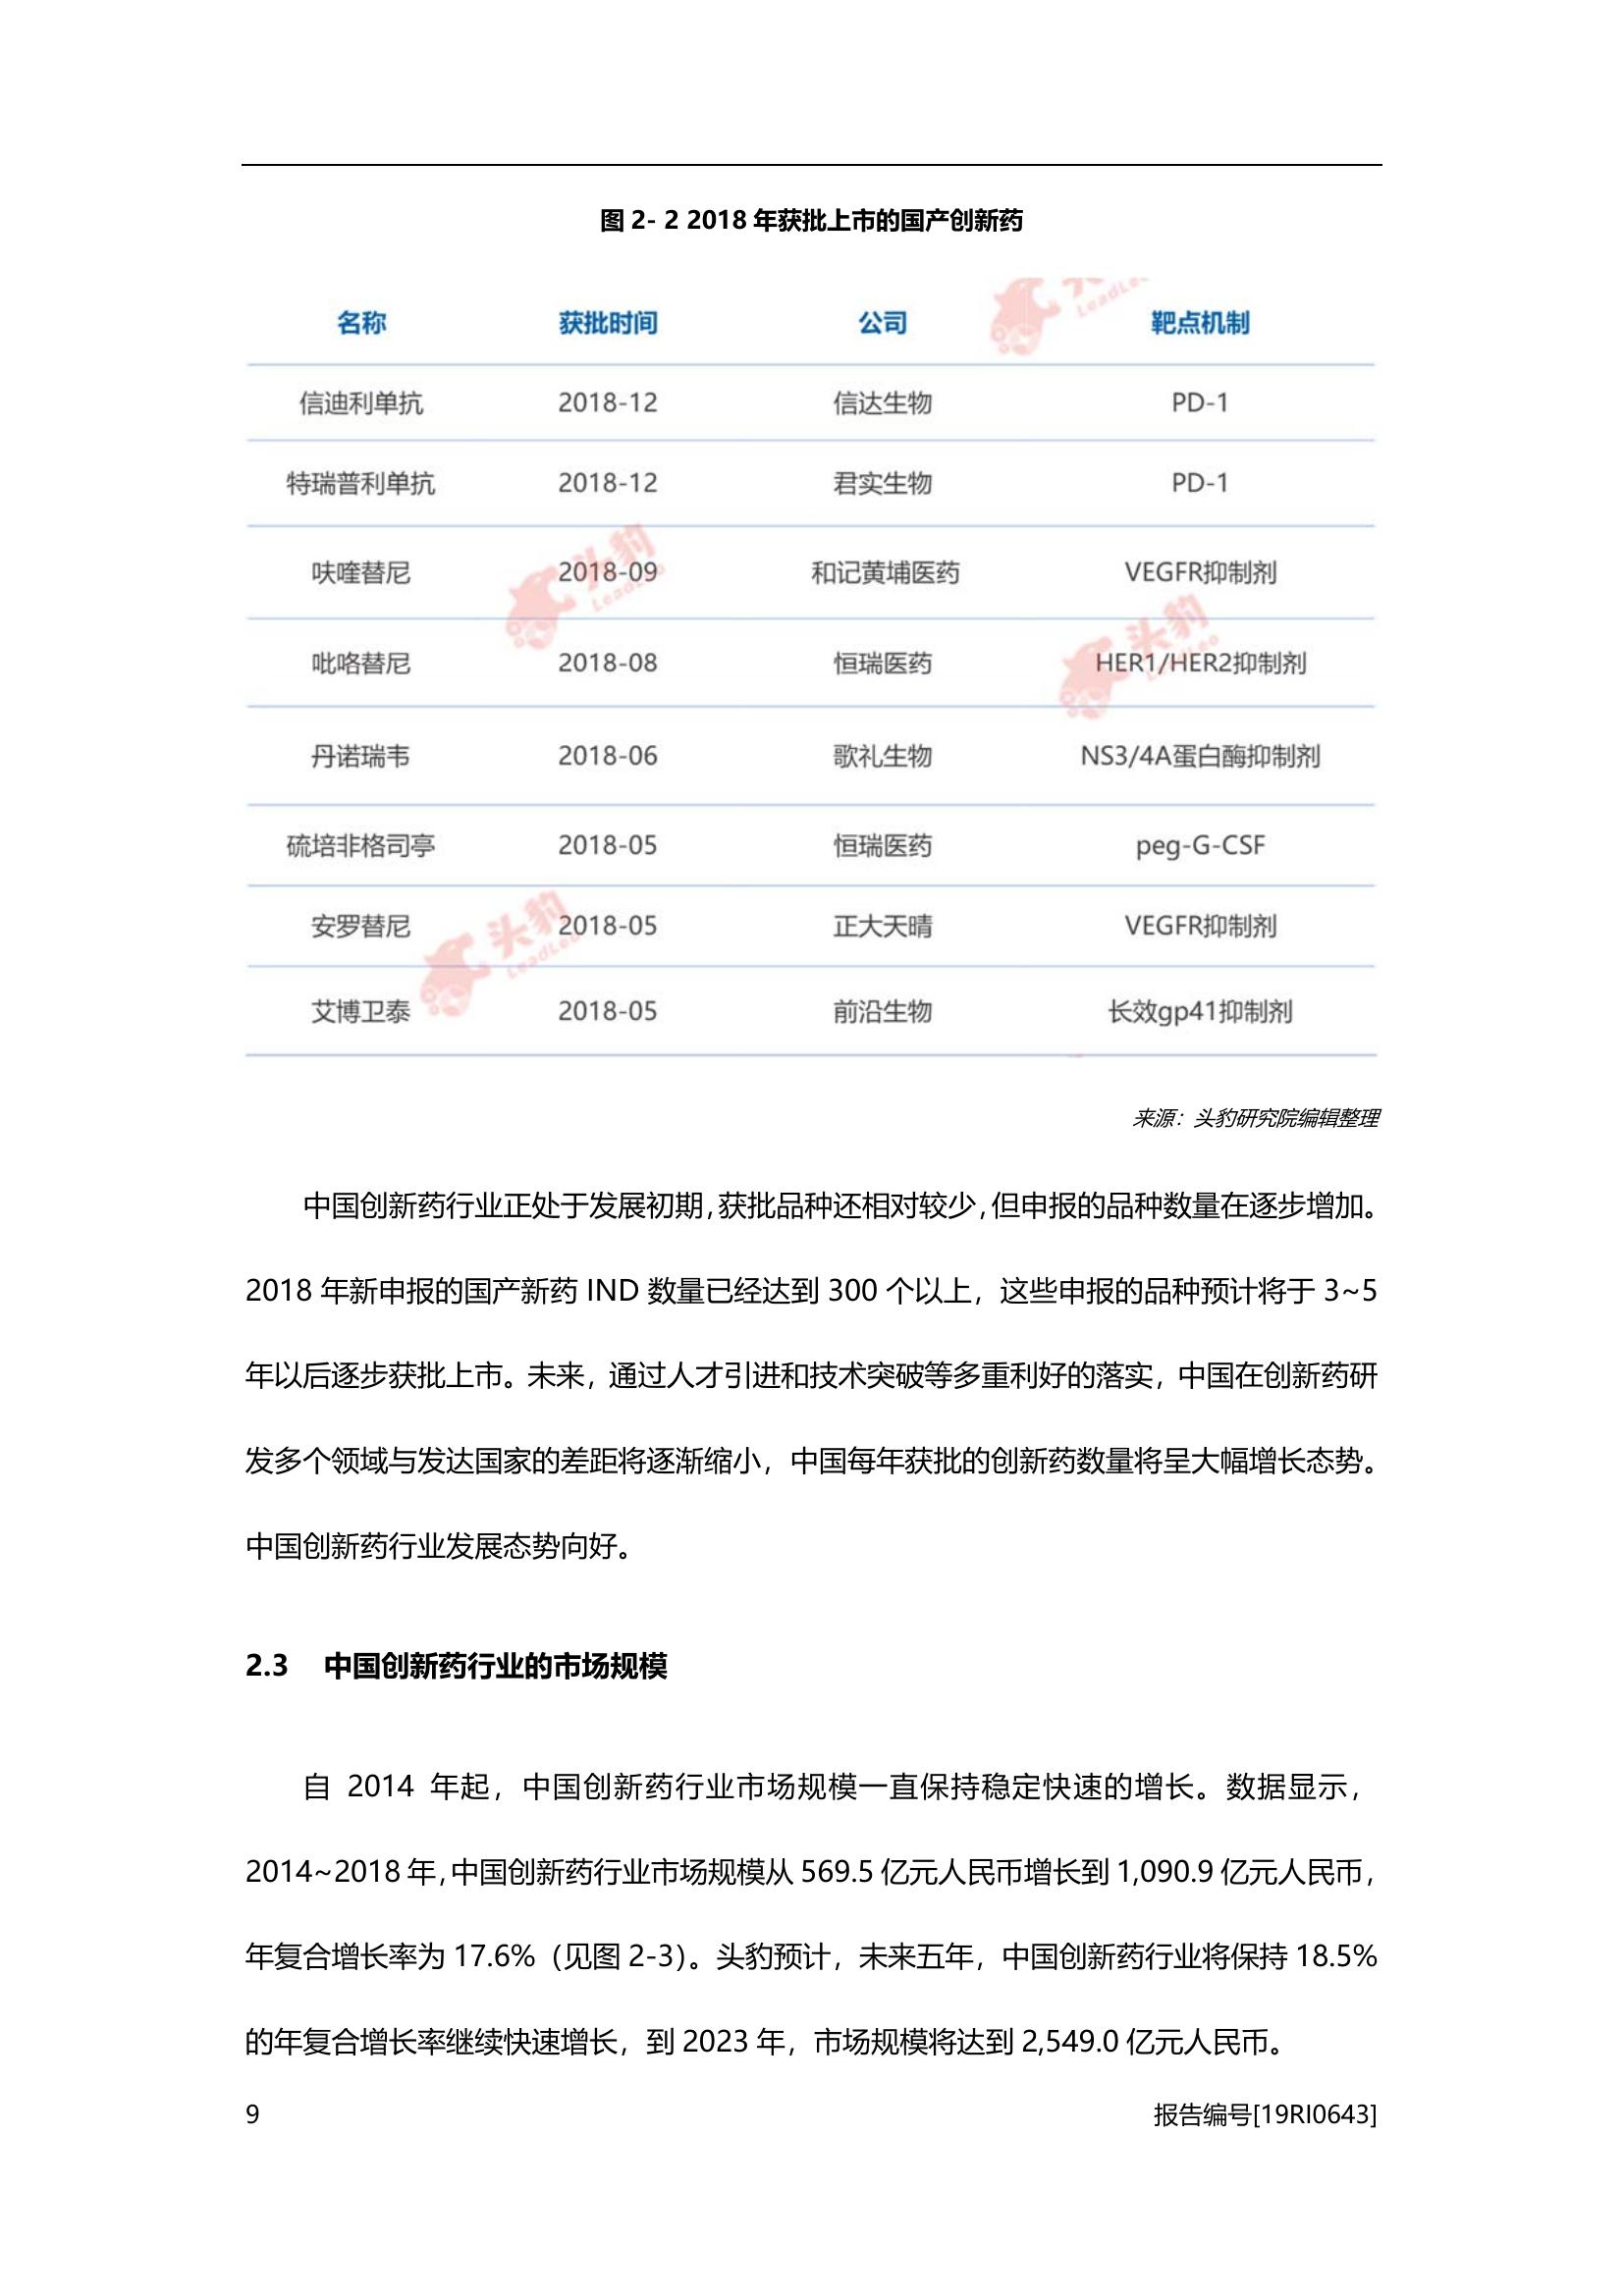 图 2- 2 2018 年获批上市的国产创新药
名称 获批时间 公司 靶点机制
信迪利单抗 2018-12 信达生物 PD-1
特瑞普利单抗 2018-12 君实生物 PD-1
呋喹替尼 2018-09 和记黄埔医药 VEGFR抑制剂
吡咯替尼 2018-08 恒瑞医药 HER1/HER2抑制剂
丹诺瑞韦 2018-06 歌礼生物 NS3/4A蛋白酶抑制剂
硫培非格司亭 2018-05 恒瑞医药 peg-G-CSF
安罗替尼 2018-05 正大天晴 VEGFR抑制剂
艾博卫泰 2018-05 前沿生物 长效gp41抑制剂
头豹
LeadLeo
头豹
LeadLeo
头豹
LeadLeo
来源：头豹研究院编辑整理
中国创新药行业正处于发展初期，获批品种还相对较少，但申报的品种数量在逐步增加。
2018 年新申报的国产新药 IND 数量已经达到 300 个以上，这些申报的品种预计将于 3~5
年以后逐步获批上市。未来，通过人才引进和技术突破等多重利好的落实，中国在创新药研
发多个领域与发达国家的差距将逐渐缩小，中国每年获批的创新药数量将呈大幅增长态势。
中国创新药行业发展态势向好。
2.3 中国创新药行业的市场规模
自 2014 年起，中国创新药行业市场规模一直保持稳定快速的增长。数据显示，
2014~2018 年，中国创新药行业市场规模从 569.5 亿元人民币增长到 1,090.9 亿元人民币，
年复合增长率为 17.6%（见图 2-3）。头豹预计，未来五年，中国创新药行业将保持 18.5%
的年复合增长率继续快速增长，到 2023 年，市场规模将达到 2,549.0 亿元人民币。
9 报告编号[19RI0643]